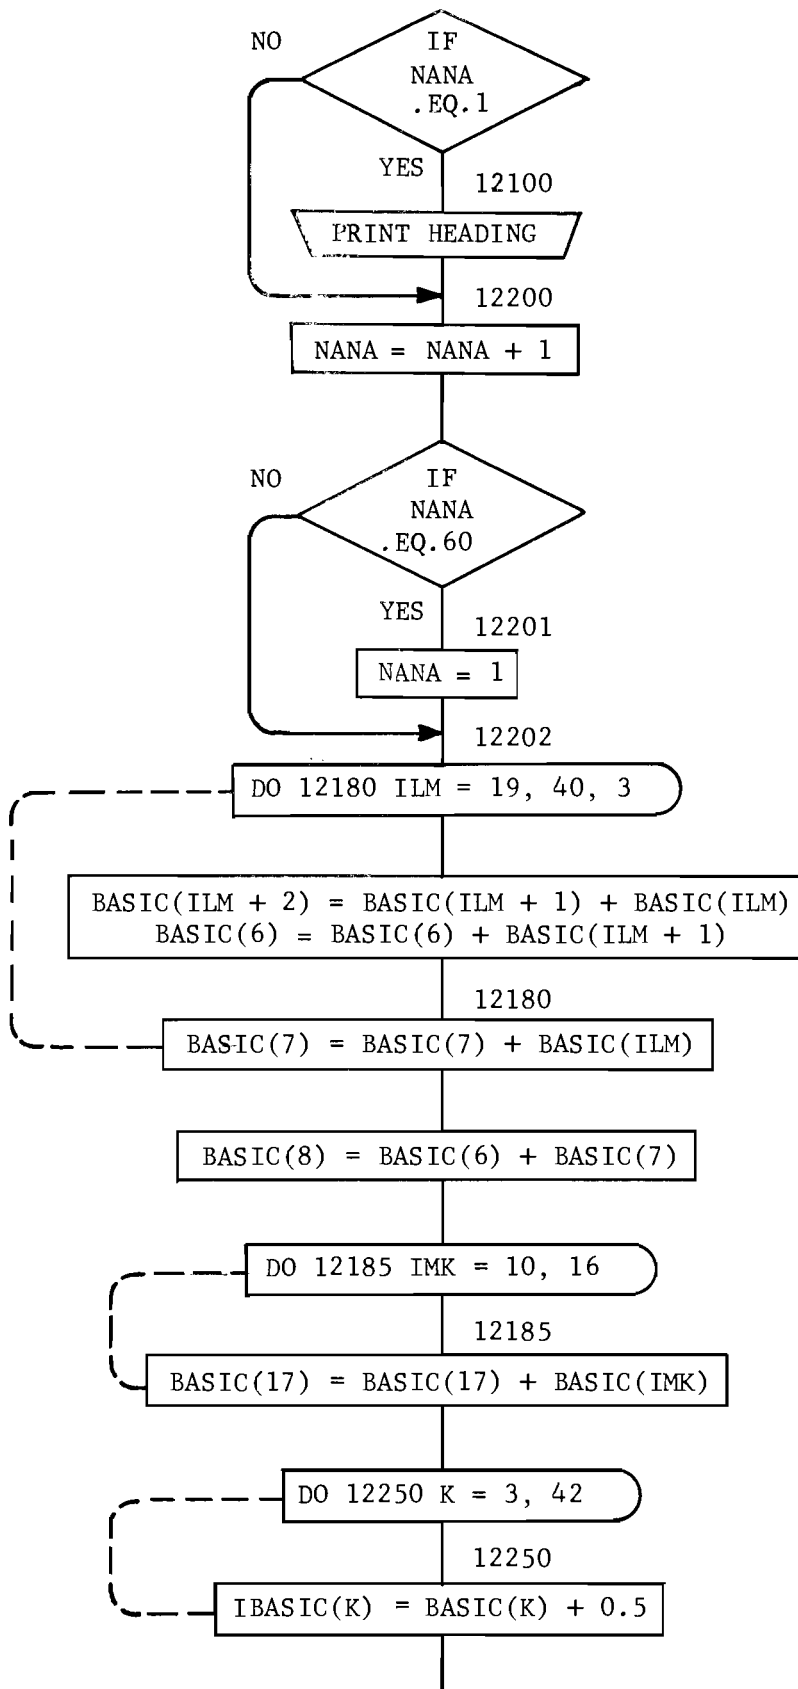 NO
IF
NANA
.EQ.1
YES
12100
PRINT HEADING
12200
NANA = NANA + 1
NO
IF
NANA
.EQ.60
YES
12201
NANA = 1
12202
DO 12180 ILM = 19, 40, 3
BASIC(ILM + 2) = BASIC(ILM + 1) + BASIC(ILM)
BASIC(6) = BASIC(6) + BASIC(ILM + 1)
12180
BASIC(7) = BASIC(7) + BASIC(ILM)
BASIC(8) = BASIC(6) + BASIC(7)
DO 12185 IMK = 10, 16
12185
BASIC(17) = BASIC(17) + BASIC(IMK)
DO 12250 K = 3, 42
12250
IBASIC(K) = BASIC(K) + 0.5